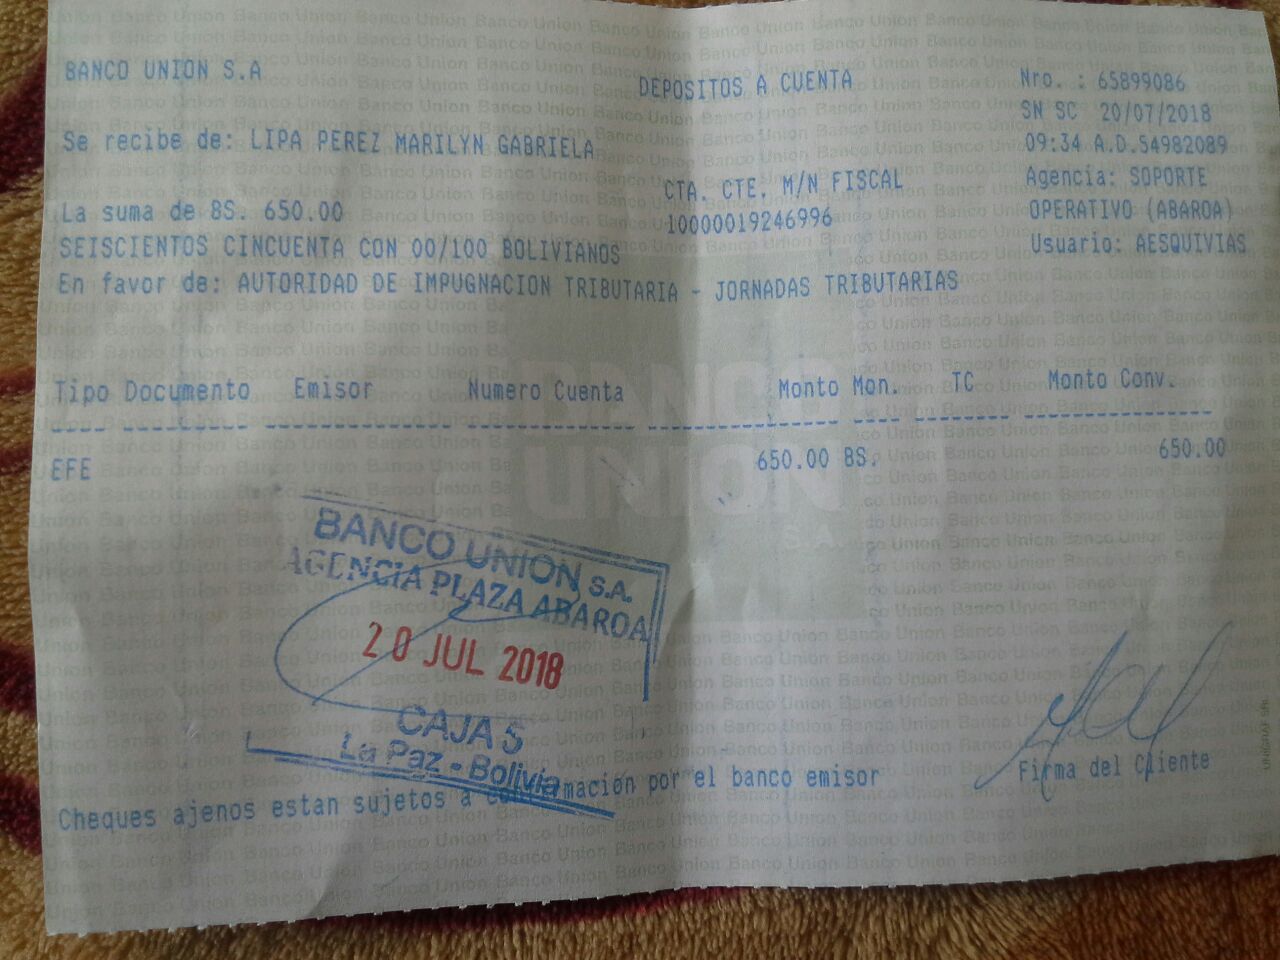 BANCO UNION S.A
DEPOSITOS A CUENTA
Nro. : 65899086
SN SC 20/07/2018
Se recibe de: LIPA PEREZ MARILYN GABRIELA
09:34 A.D.54982089
CTA. CTE. M/N FISCAL
Agencia: SOPORTE
La suma de BS. 650.00
10000019246996
OPERATIVO (ABAROA)
SEISCIENTOS CINCUENTA CON 00/100 BOLIVIANOS
Usuario: AESQUIVIAS
En favor de: AUTORIDAD DE IMPUGNACION TRIBUTARIA - JORNADAS TRIBUTARIAS
Tipo Documento Emisor Numero Cuenta Monto Mon. TC Monto Conv.
EFE 650.00 BS. 650.00
BANCO UNION S.A.
BANCO UNION S.A.
AGENCIA PLAZA ABAROA
20 JUL 2018
CAJA 5
La Paz - Bolivia
Firma del Cliente
Cheques ajenos estan sujetos a confirmación por el banco emisor